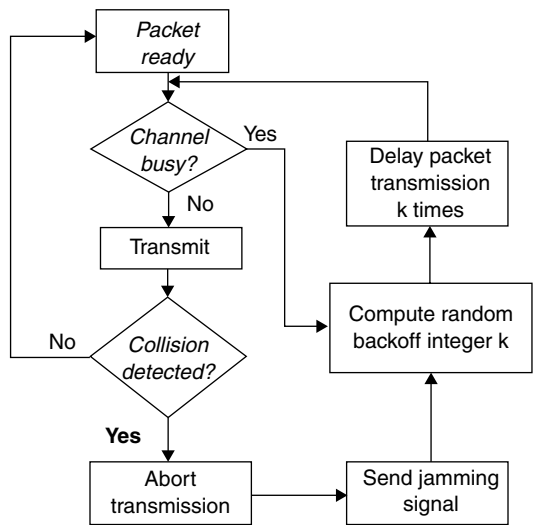 Packet
ready
Channel
busy?
Yes
No
Delay packet
transmission
k times
Transmit
Compute random
backoff integer k
No
Collision
detected?
Yes
Abort
transmission
Send jamming
signal